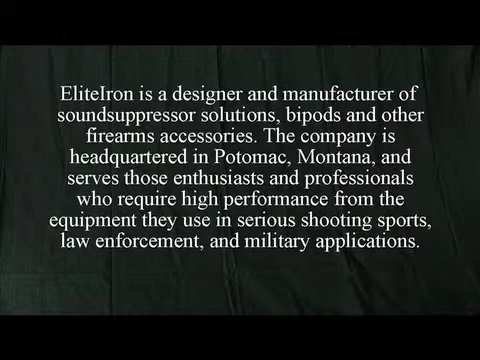 EliteIron is a designer and manufacturer of
soundsuppressor solutions, bipods and other
firearms accessories. The company is
headquartered in Potomac, Montana, and
serves those enthusiasts and professionals
who require high performance from the
equipment they use in serious shooting sports,
law enforcement, and military applications.